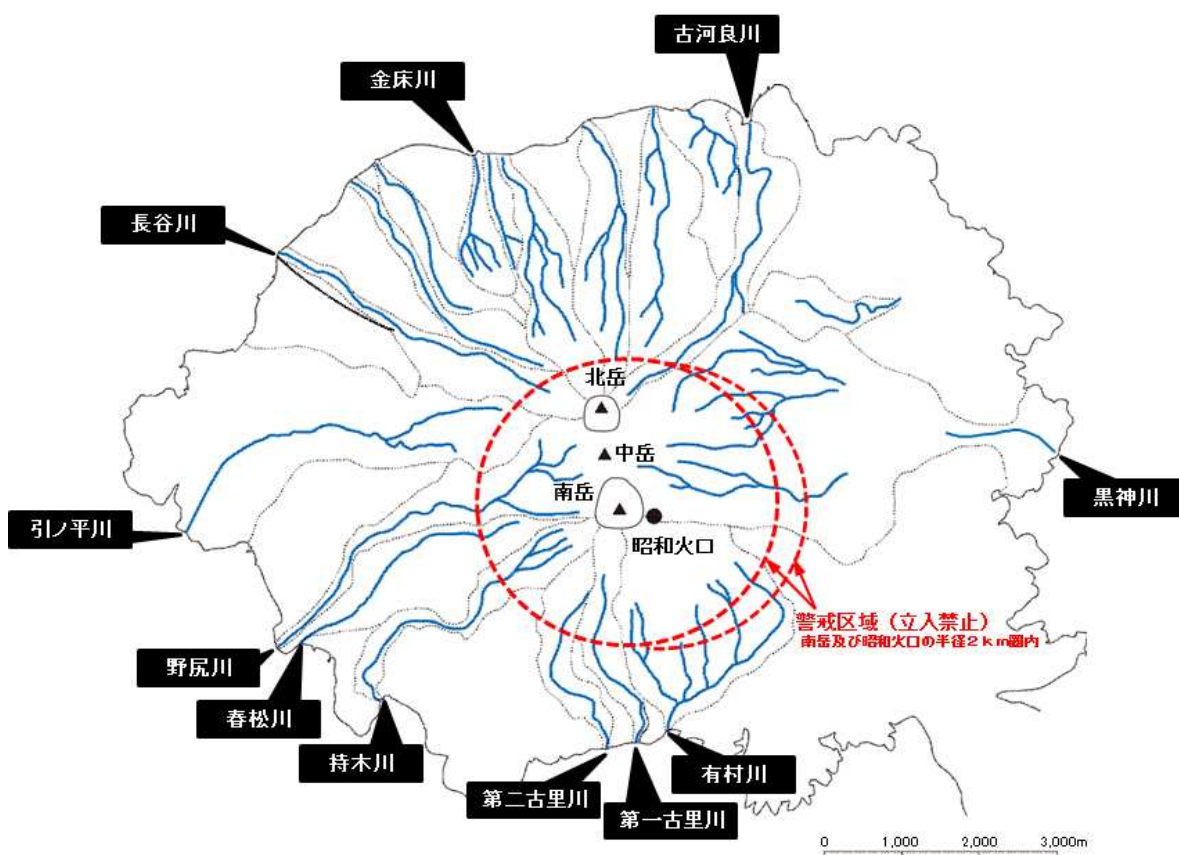 古河良川
金床川
長谷川
北岳
中岳
南岳
昭和火口
黒神川
引ノ平川
警戒区域（立入禁止）
南岳及び昭和火口の半径２ｋｍ圏内
野尻川
春松川
持木川
有村川
第二古里川
第一古里川
0 1,000 2,000 3,000m